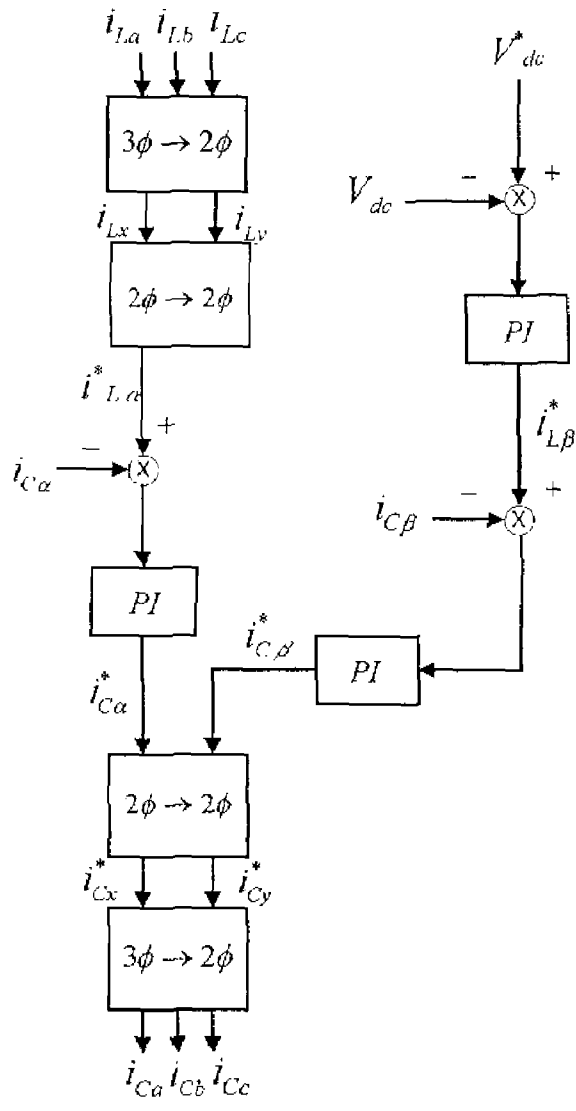 i_La i_Lb i_Lc
V*_dc
3ϕ → 2ϕ
− +
V_dc
i_Lx i_Ly
2ϕ → 2ϕ
PI
i*_Lα
+
i*_Lβ
−
i_Cα
− +
i_Cβ
PI
i*_Cβ
PI
i*_Cα
2ϕ → 2ϕ
i*_Cx i*_Cy
3ϕ → 2ϕ
i_Ca i_Cb i_Cc